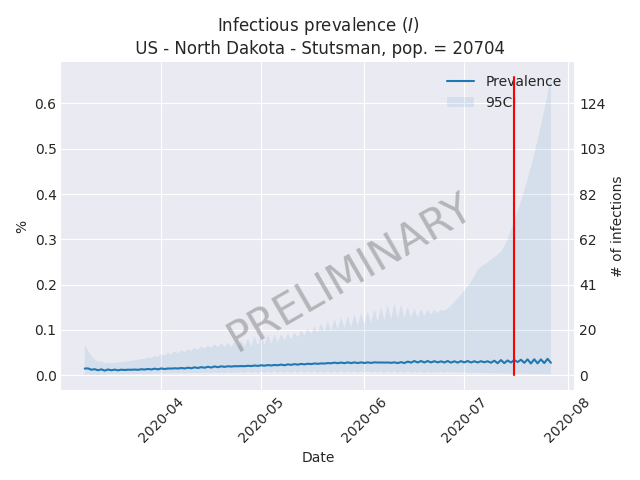 Infectious prevalence (I)
US - North Dakota - Stutsman, pop. = 20704
Prevalence
95C
0.6
0.5
0.4
0.3
0.2
0.1
0.0
%
124
103
82
62
41
20
0
# of infections
PRELIMINARY
2020-04
2020-05
2020-06
2020-07
2020-08
Date